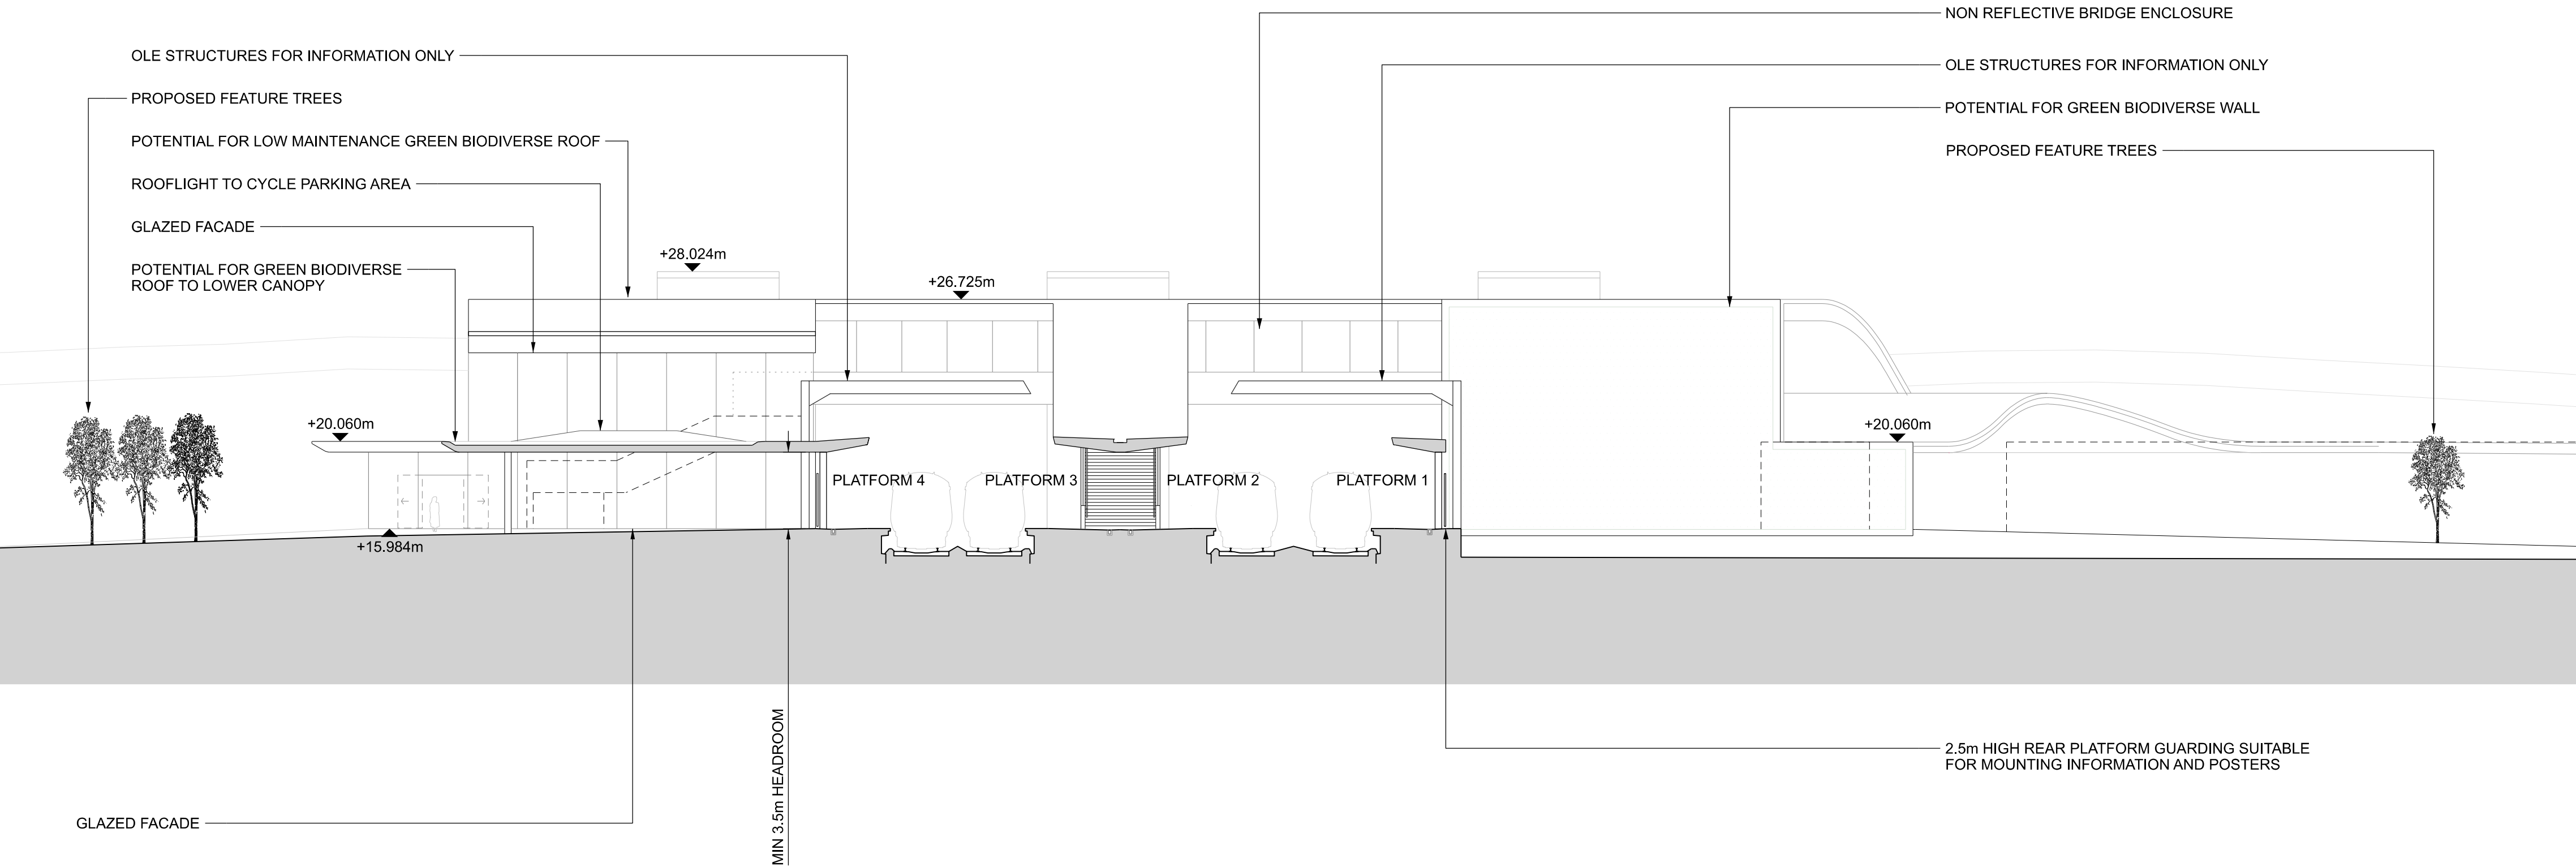 NON REFLECTIVE BRIDGE ENCLOSURE
OLE STRUCTURES FOR INFORMATION ONLY
OLE STRUCTURES FOR INFORMATION ONLY
PROPOSED FEATURE TREES
POTENTIAL FOR GREEN BIODIVERSE WALL
POTENTIAL FOR LOW MAINTENANCE GREEN BIODIVERSE ROOF
PROPOSED FEATURE TREES
ROOFLIGHT TO CYCLE PARKING AREA
GLAZED FACADE
+28.024m
POTENTIAL FOR GREEN BIODIVERSE
ROOF TO LOWER CANOPY
+26.725m
+20.060m
+20.060m
PLATFORM 4
PLATFORM 3
PLATFORM 2
PLATFORM 1
+15.984m
MIN 3.5m HEADROOM
2.5m HIGH REAR PLATFORM GUARDING SUITABLE
FOR MOUNTING INFORMATION AND POSTERS
GLAZED FACADE